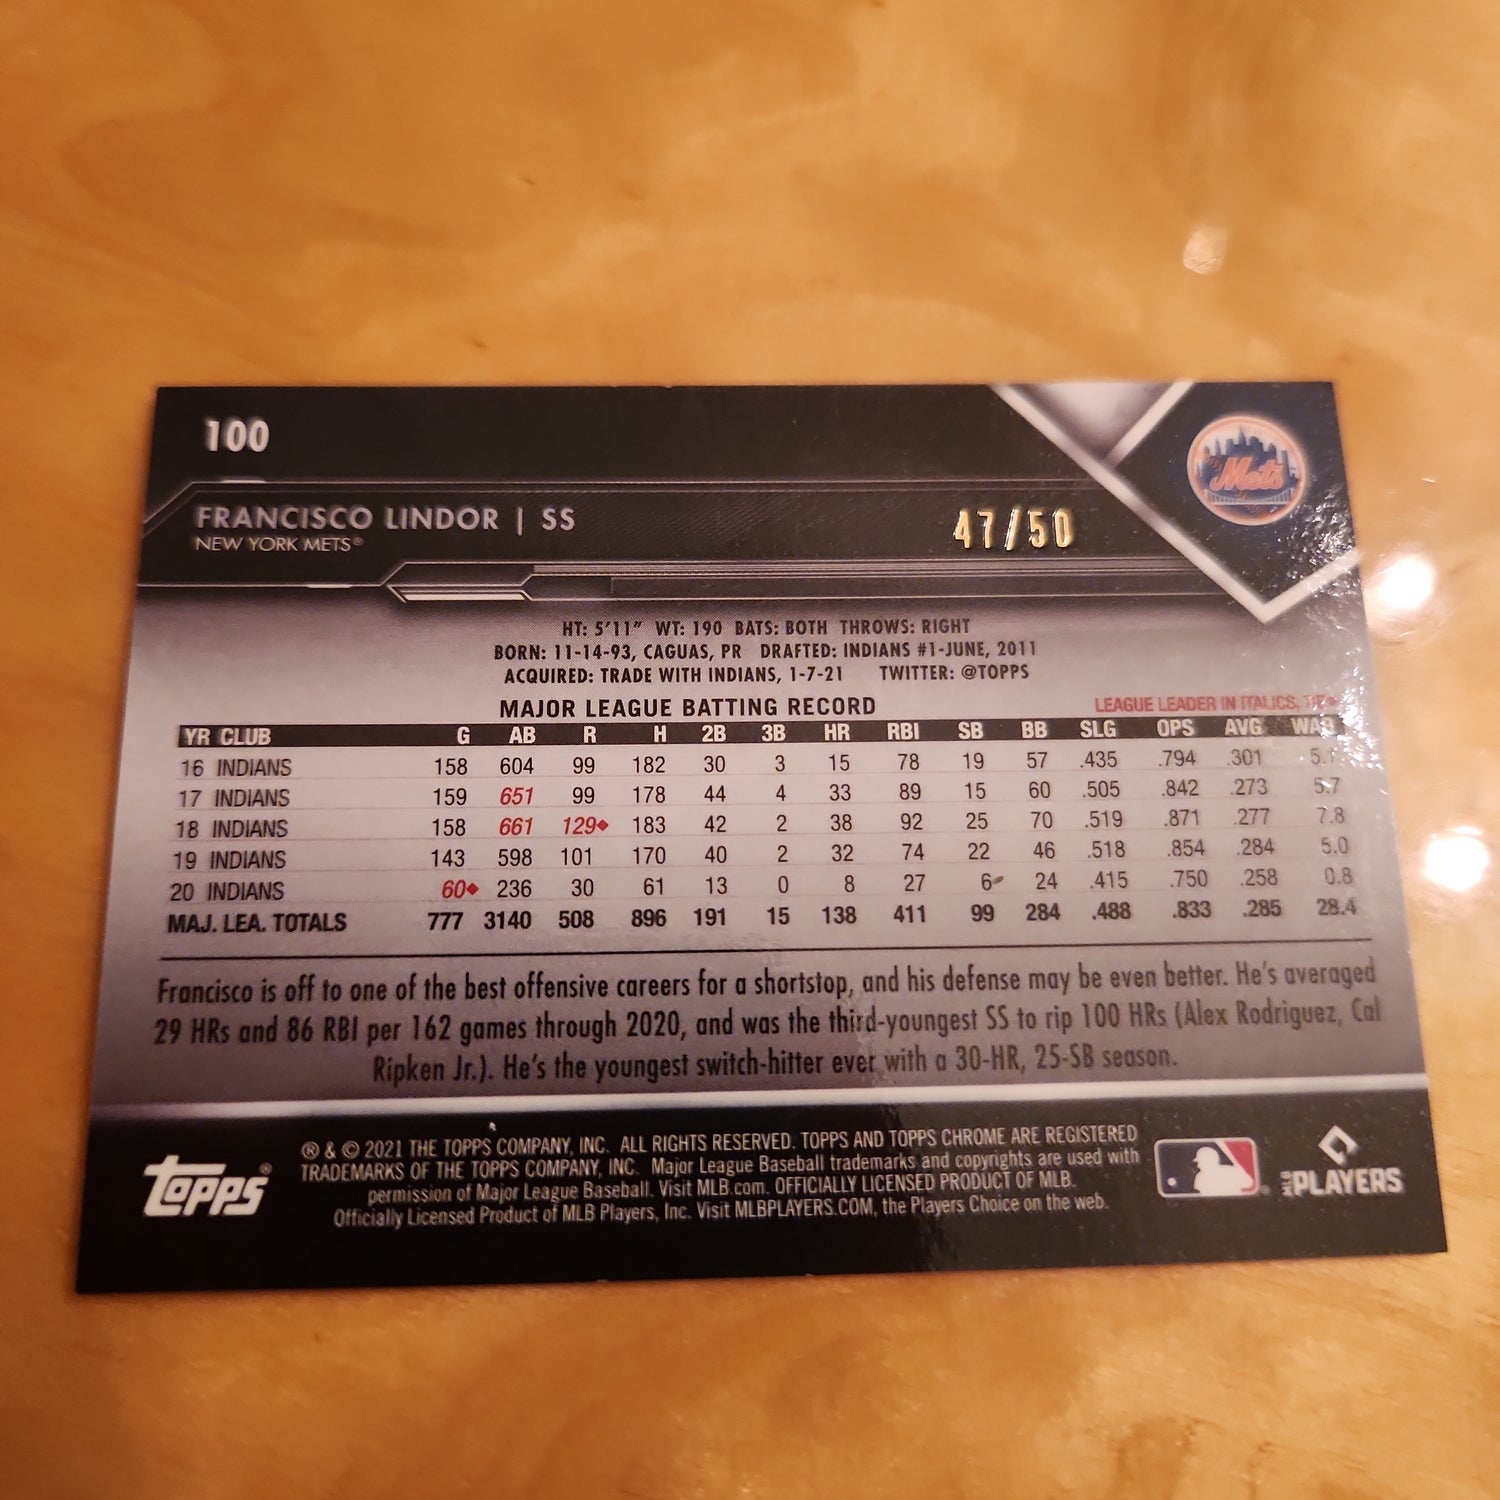 100
FRANCISCO LINDOR | SS
NEW YORK METS®
47/50
Mets
HT: 5'11" WT: 190 BATS: BOTH THROWS: RIGHT
BORN: 11-14-93, CAGUAS, PR DRAFTED: INDIANS #1-JUNE, 2011
ACQUIRED: TRADE WITH INDIANS, 1-7-21 TWITTER: @TOPPS
MAJOR LEAGUE BATTING RECORD
LEAGUE LEADER IN ITALICS, TIE◆
YR CLUB G AB R H 2B 3B HR RBI SB BB SLG OPS AVG WAR
16 INDIANS 158 604 99 182 30 3 15 78 19 57 .435 .794 .301 5.1
17 INDIANS 159 651 99 178 44 4 33 89 15 60 .505 .842 .273 5.7
18 INDIANS 158 661 129◆ 183 42 2 38 92 25 70 .519 .871 .277 7.8
19 INDIANS 143 598 101 170 40 2 32 74 22 46 .518 .854 .284 5.0
20 INDIANS 60◆ 236 30 61 13 0 8 27 6 24 .415 .750 .258 0.8
MAJ. LEA. TOTALS 777 3140 508 896 191 15 138 411 99 284 .488 .833 .285 28.4
Francisco is off to one of the best offensive careers for a shortstop, and his defense may be even better. He's averaged
29 HRs and 86 RBI per 162 games through 2020, and was the third-youngest SS to rip 100 HRs (Alex Rodriguez, Cal
Ripken Jr.). He's the youngest switch-hitter ever with a 30-HR, 25-SB season.
Topps®
® & © 2021 THE TOPPS COMPANY, INC. ALL RIGHTS RESERVED. TOPPS AND TOPPS CHROME ARE REGISTERED
TRADEMARKS OF THE TOPPS COMPANY, INC. Major League Baseball trademarks and copyrights are used with
permission of Major League Baseball. Visit MLB.com. OFFICIALLY LICENSED PRODUCT OF MLB.
Officially Licensed Product of MLB Players, Inc. Visit MLBPLAYERS.COM, the Players Choice on the web.
MLB PLAYERS